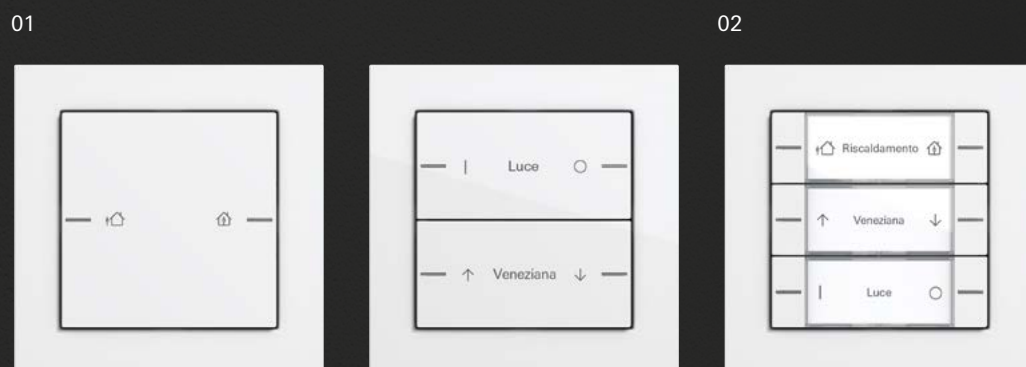 01
02
| Luce ○
↑ Veneziana ↓
Riscaldamento
↑ Veneziana ↓
| Luce ○